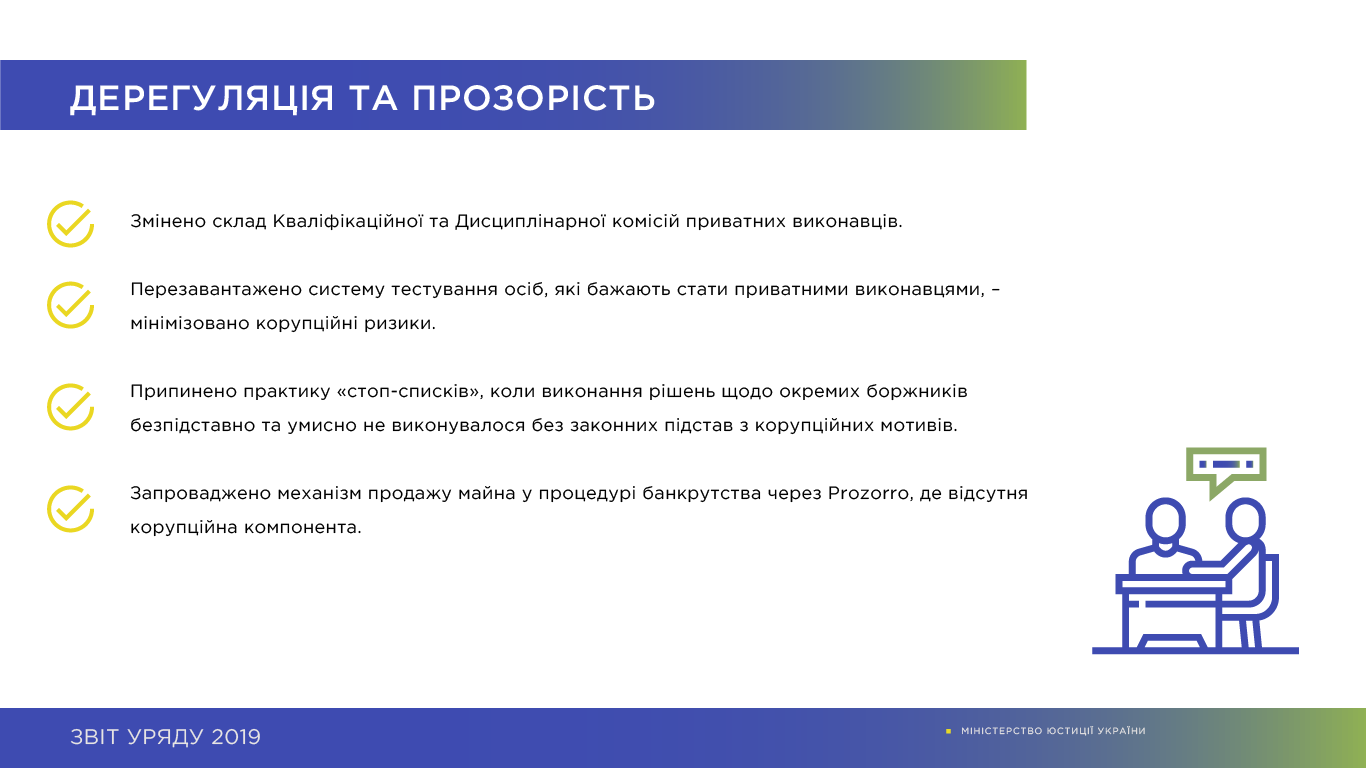 ДЕРЕГУЛЯЦІЯ ТА ПРОЗОРІСТЬ
Змінено склад Кваліфікаційної та Дисциплінарної комісій приватних виконавців.
Перезавантажено систему тестування осіб, які бажають стати приватними виконавцями, –
мінімізовано корупційні ризики.
Припинено практику «стоп-списків», коли виконання рішень щодо окремих боржників
безпідставно та умисно не виконувалося без законних підстав з корупційних мотивів.
Запроваджено механізм продажу майна у процедурі банкрутства через Prozorro, де відсутня
корупційна компонента.
ЗВІТ УРЯДУ 2019
МІНІСТЕРСТВО ЮСТИЦІЇ УКРАЇНИ